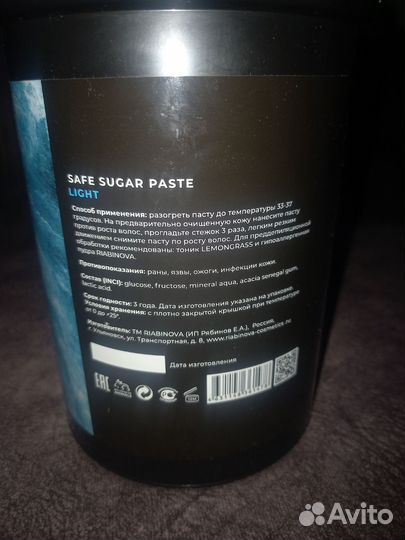 SAFE SUGAR PASTE
LIGHT
Способ применения: разогреть пасту до температуры 33-37
градусов. На предварительно очищенную кожу нанесите пасту
против роста волос, прогладьте стежок 3 раза, легким резким
движением снимите пасту по росту волос. Для преддепиляционной
обработки рекомендованы: тоник LEMONGRASS и гипоаллергенная
пудра RIABINOVA.
Противопоказания: раны, язвы, ожоги, инфекции кожи.
Состав (INCI): glucose, fructose, mineral aqua, acacia senegal gum,
lactic acid.
Срок годности: 3 года. Дата изготовления указана на упаковке.
Условия хранения: с плотно закрытой крышкой при температуре
от 0 до +25°.
Изготовитель: ТМ RIABINOVA (ИП Рябинов Е.А.), Россия,
г. Ульяновск, ул. Транспортная, д. 8, www.riabinova-cosmetics.ru
Дата изготовления
EAC
Avito